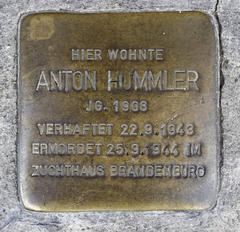 HIER WOHNTE
ANTON HUMMLER
JG. 1908
VERHAFTET 22.9.1943
ERMORDET 25.9.1944 IM
ZUCHTHAUS BRANDENBURG